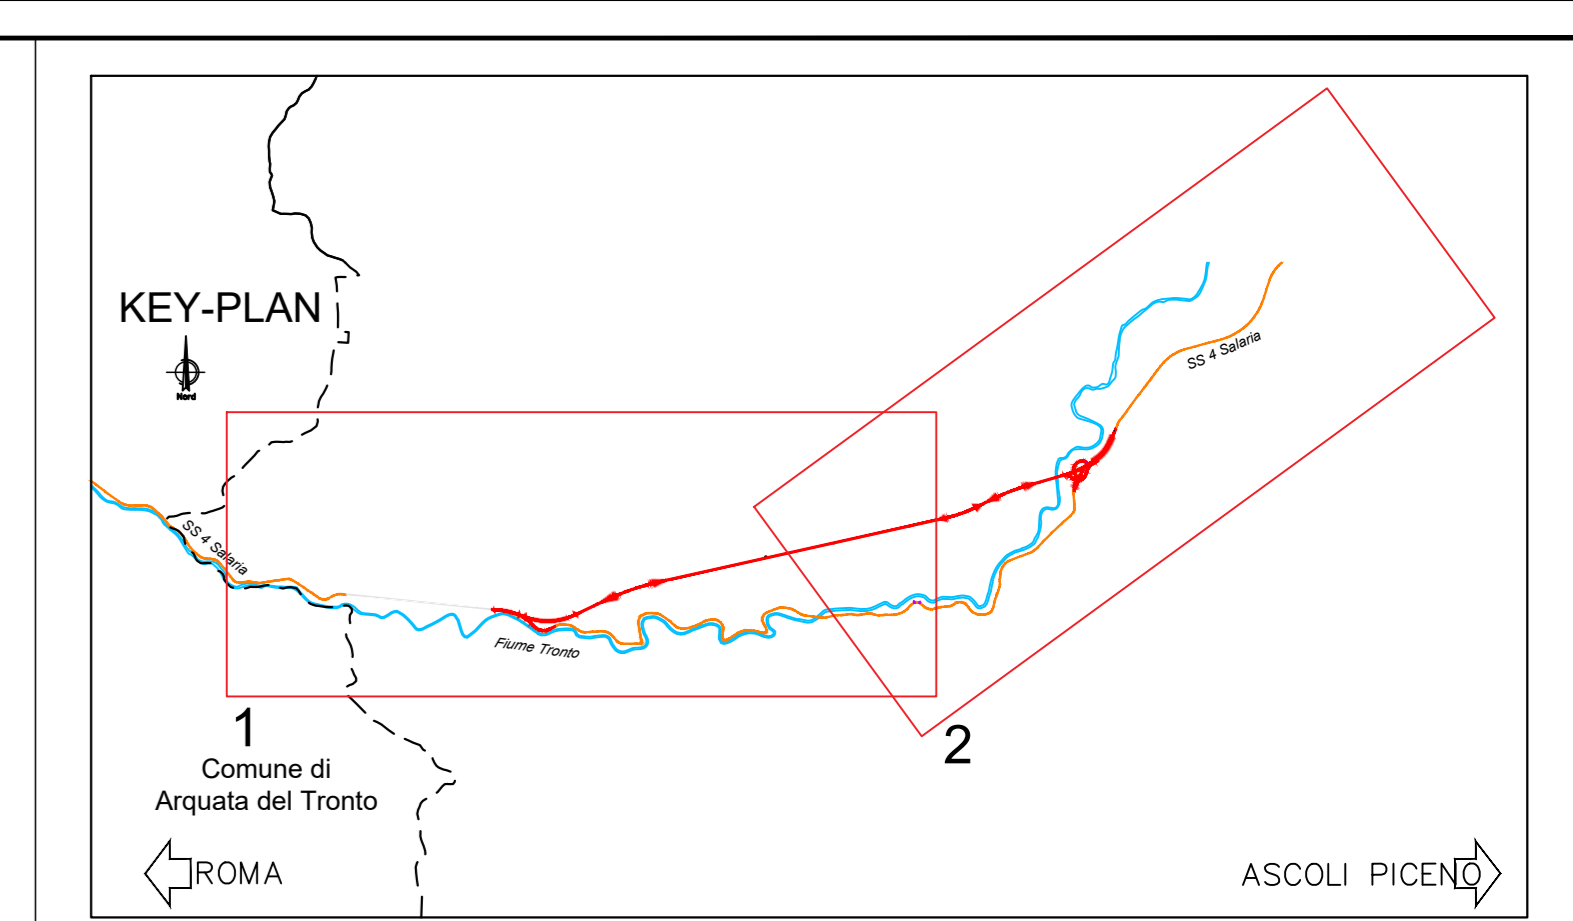 KEY-PLAN
Nord
SS 4 Salaria
SS 4 Salaria
Fiume Tronto
1
2
Comune di
Arquata del Tronto
ROMA
ASCOLI PICENO